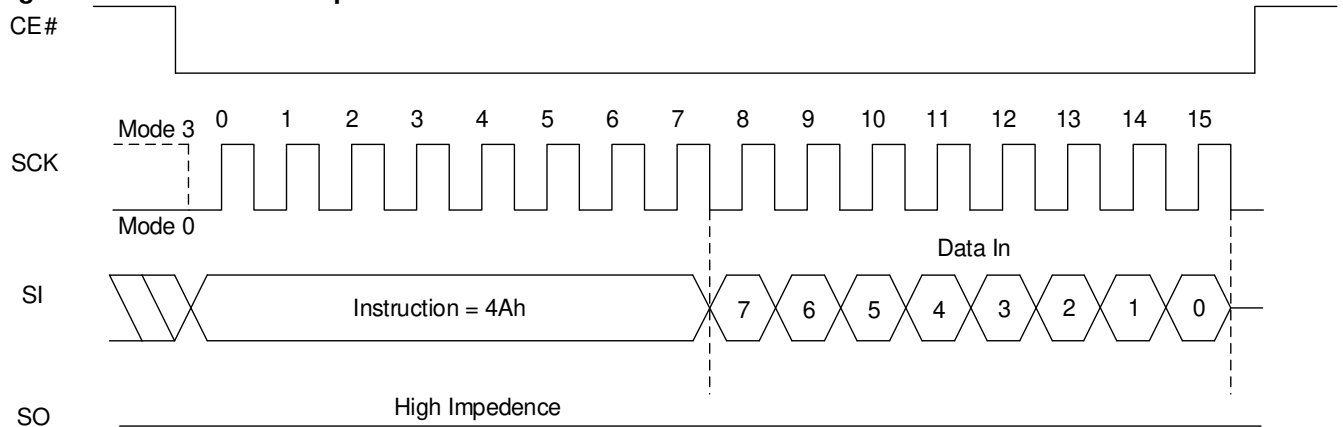 CE#
Mode 3 0 1 2 3 4 5 6 7 8 9 10 11 12 13 14 15
SCK
Mode 0
Data In
SI
Instruction = 4Ah 7 6 5 4 3 2 1 0
High Impedence
SO